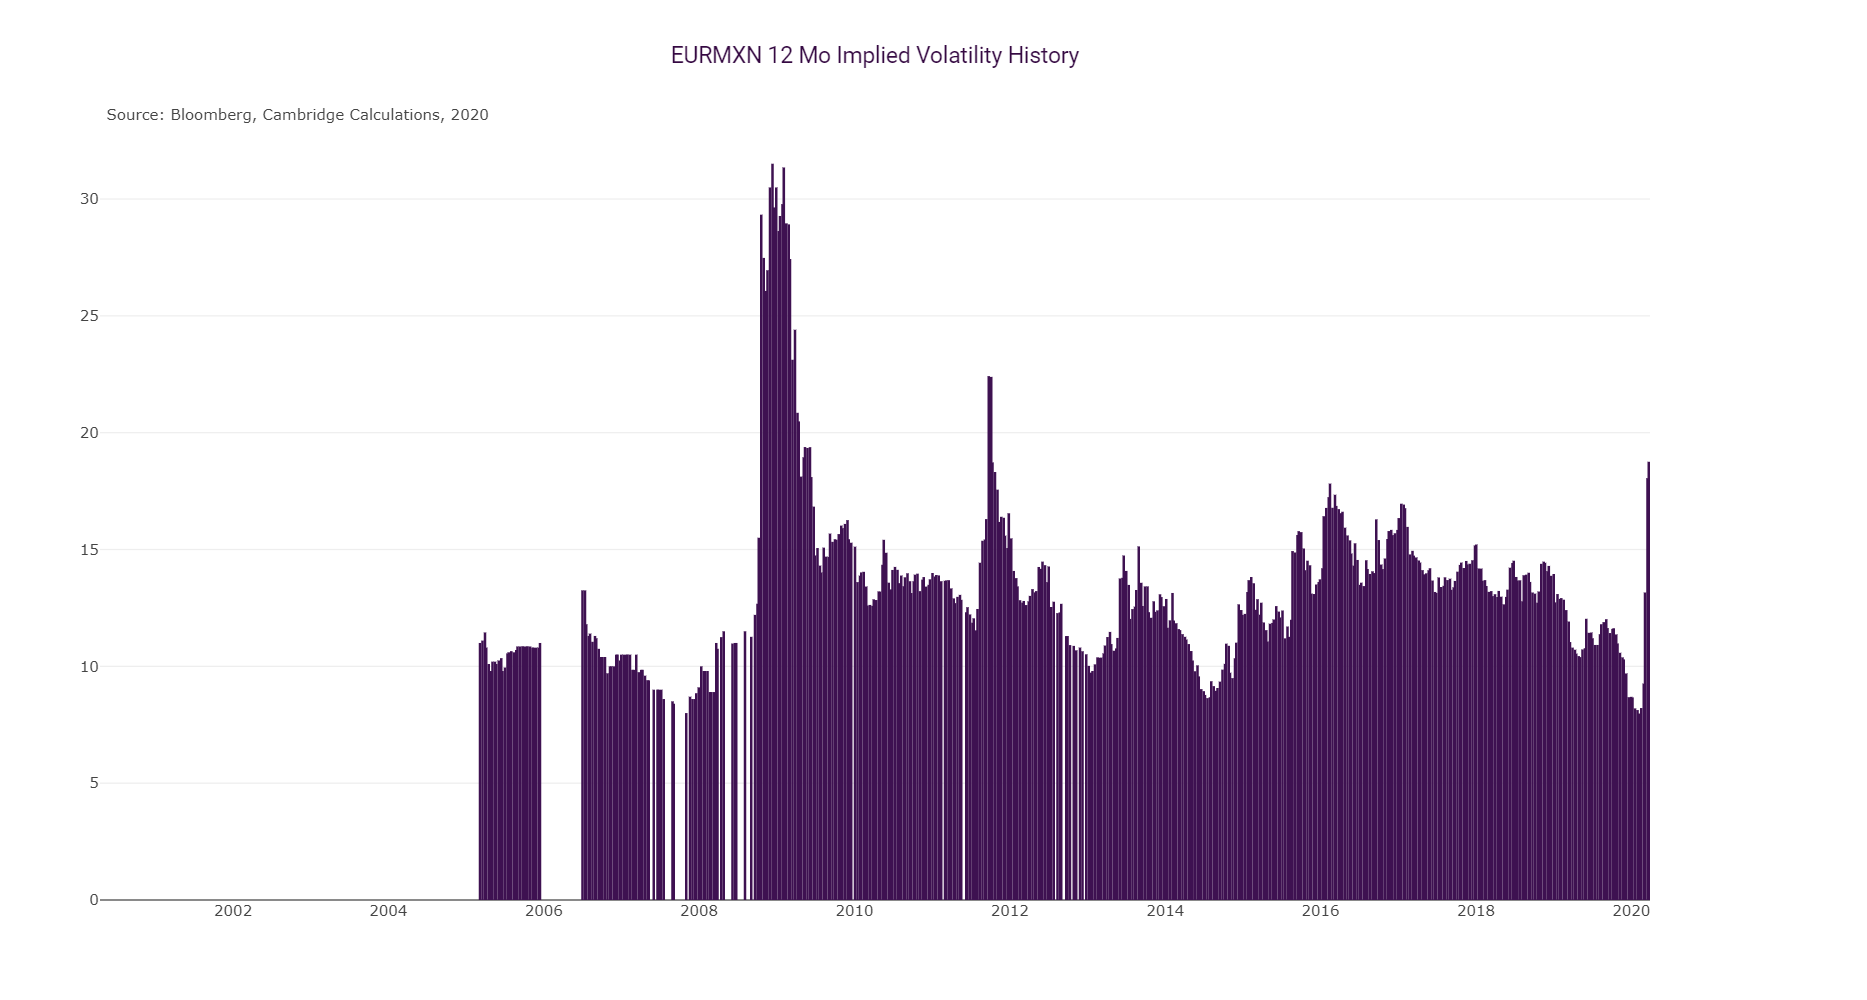 EURMXN 12 Mo Implied Volatility History
Source: Bloomberg, Cambridge Calculations, 2020
30
25
20
15
10
5
0
2002 2004 2006 2008 2010 2012 2014 2016 2018 2020